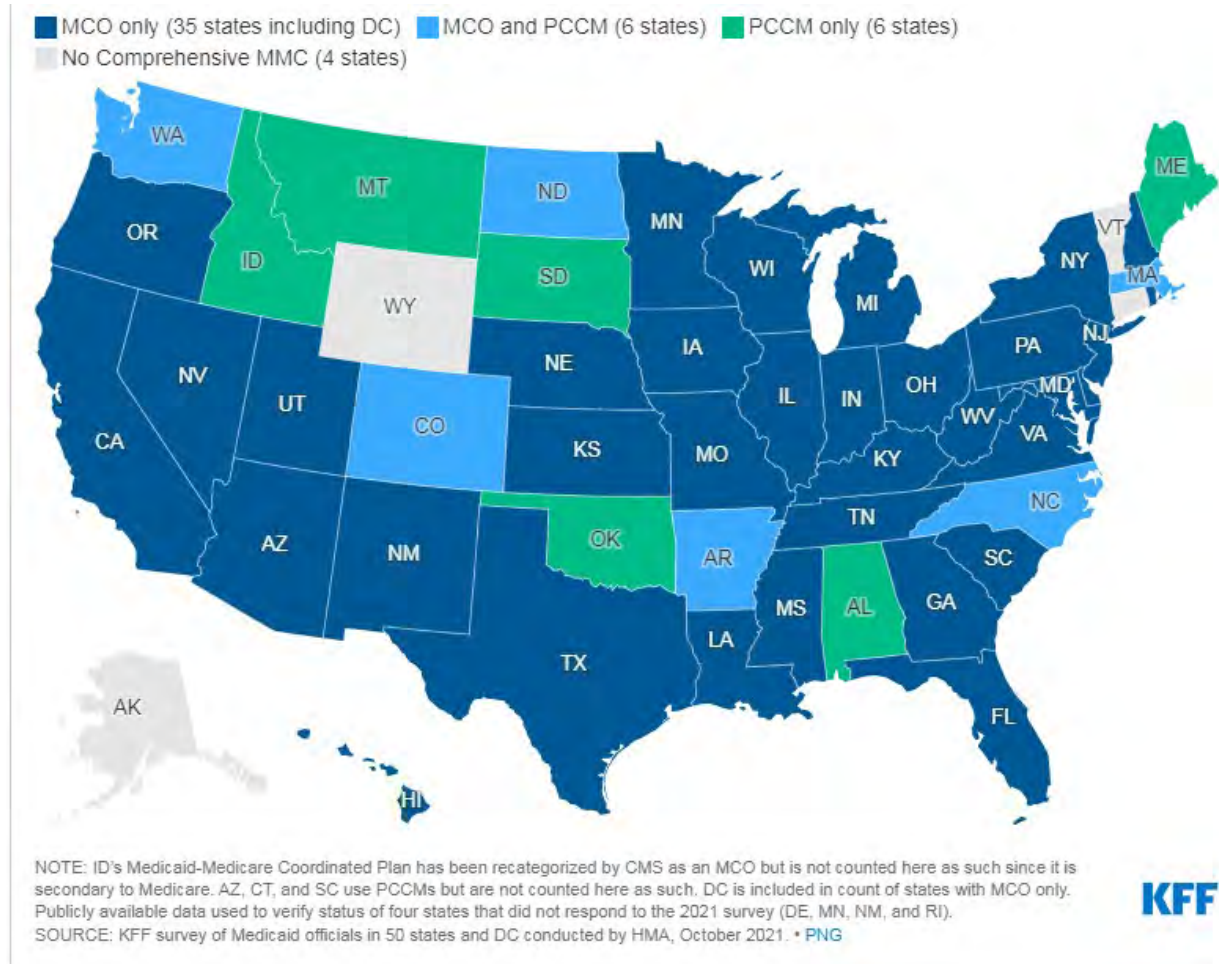 MCO only (35 states including DC) MCO and PCCM (6 states) PCCM only (6 states)
No Comprehensive MMC (4 states)
WA
MT
ND
ME
MN
VT
OR
ID
SD
WI
NY
MA
WY
MI
NV
NE
IA
PA
NJ
UT
IL
IN
OH
MD
CA
CO
KS
MO
WV
VA
KY
NC
AZ
NM
OK
AR
TN
SC
MS
AL
GA
LA
TX
AK
FL
HI
NOTE: ID's Medicaid-Medicare Coordinated Plan has been recategorized by CMS as an MCO but is not counted here as such since it is
secondary to Medicare. AZ, CT, and SC use PCCMs but are not counted here as such. DC is included in count of states with MCO only.
Publicly available data used to verify status of four states that did not respond to the 2021 survey (DE, MN, NM, and RI).
SOURCE: KFF survey of Medicaid officials in 50 states and DC conducted by HMA, October 2021. • PNG
KFF